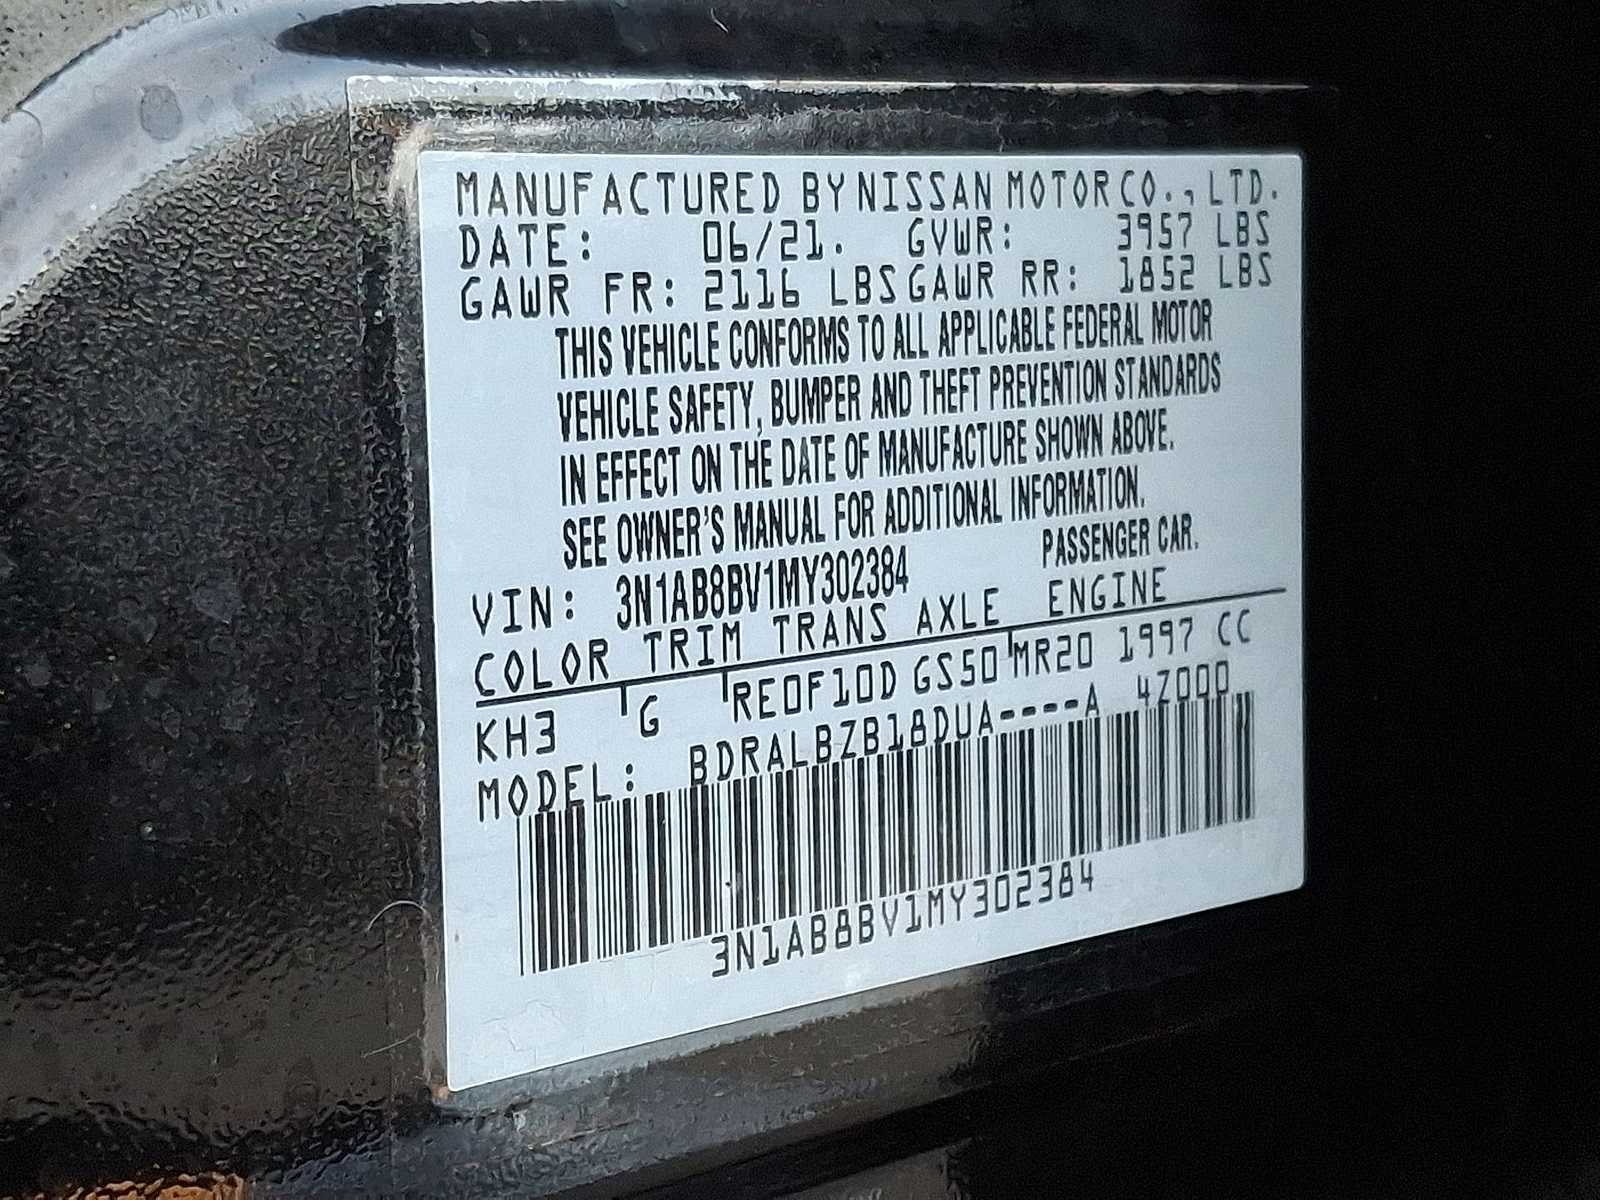 MANUFACTURED BY NISSAN MOTOR CO., LTD.
DATE: 06/21. GVWR: 3957 LBS
GAWR FR: 2116 LBS GAWR RR: 1852 LBS
THIS VEHICLE CONFORMS TO ALL APPLICABLE FEDERAL MOTOR
VEHICLE SAFETY, BUMPER AND THEFT PREVENTION STANDARDS
IN EFFECT ON THE DATE OF MANUFACTURE SHOWN ABOVE.
SEE OWNER'S MANUAL FOR ADDITIONAL INFORMATION.
VIN: 3N1AB8BV1MY302384 PASSENGER CAR.
COLOR TRIM TRANS AXLE ENGINE
KH3 G RE0F10D GS50 MR20 1997 CC
MODEL: BDRALBZB18DUA----A 4Z000
3N1AB8BV1MY302384